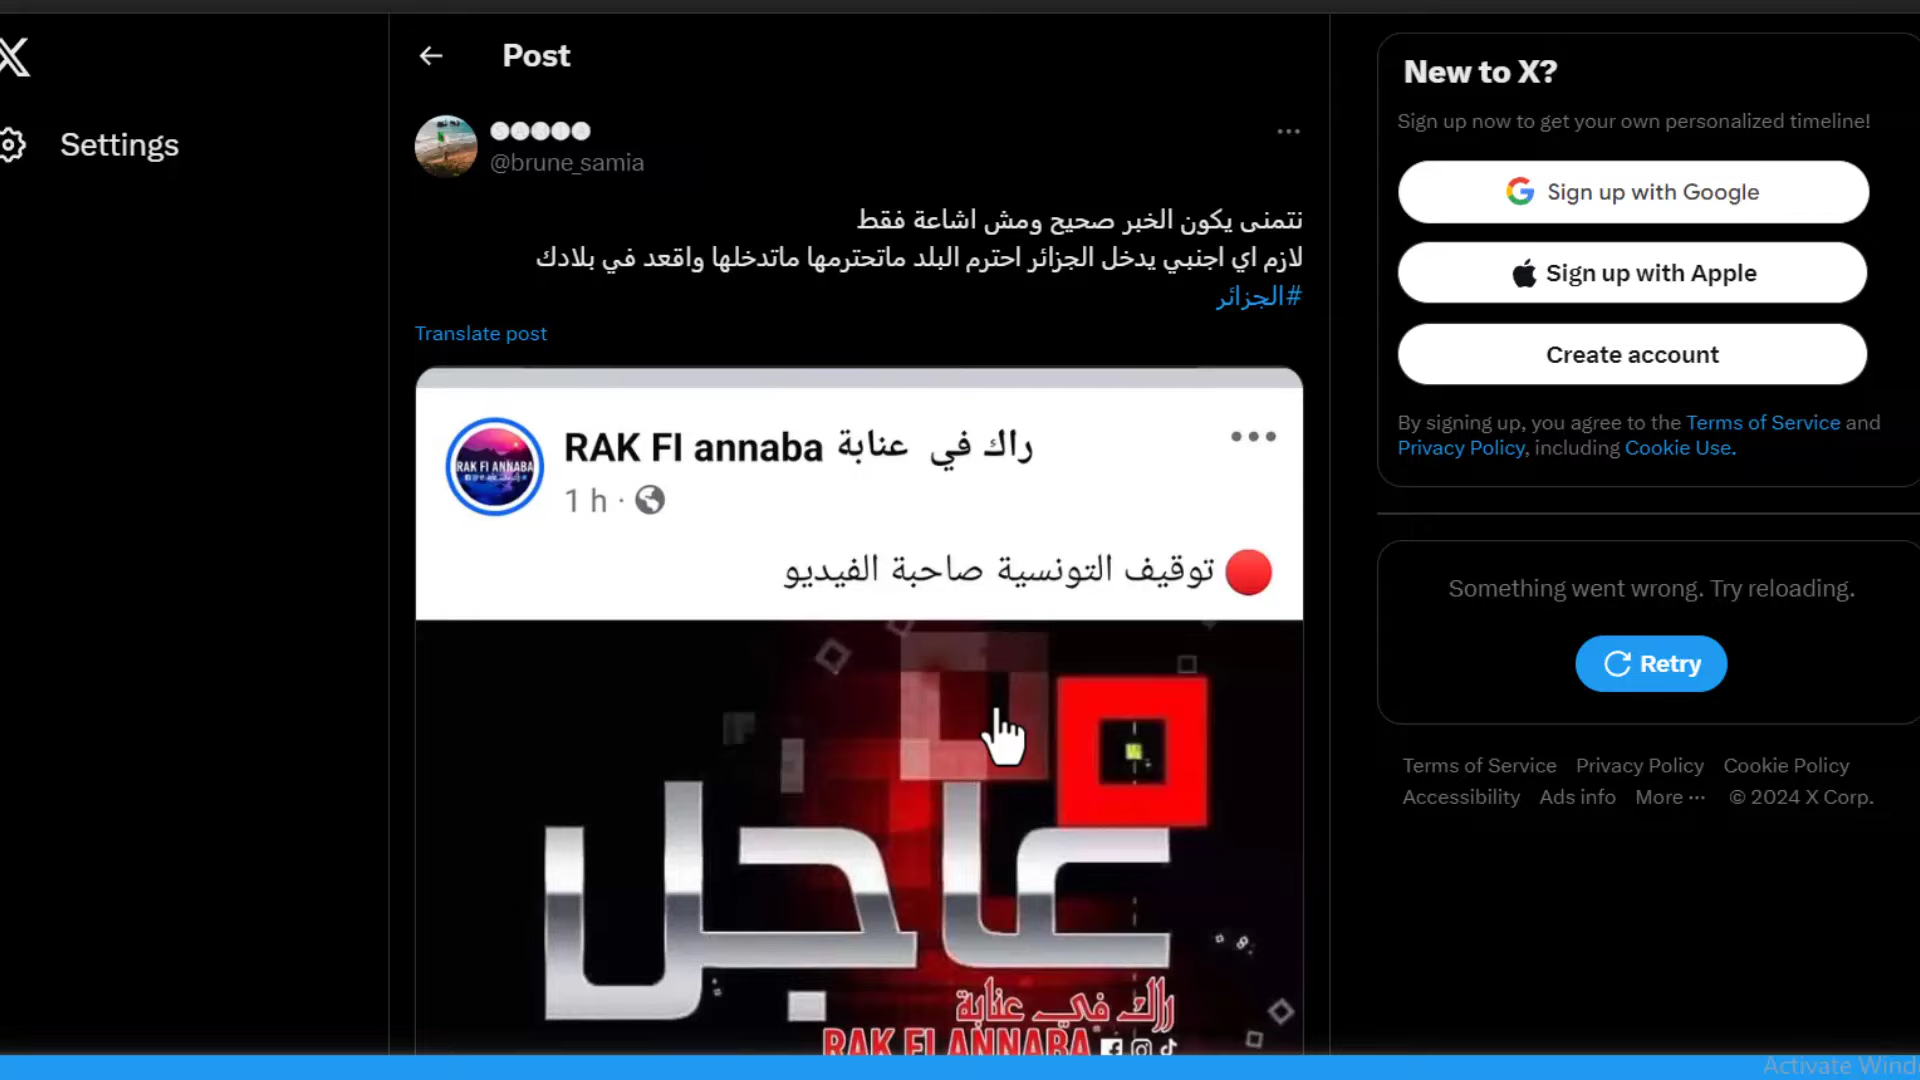 Post
Settings
@brune_samia
نتمنى يكون الخبر صحيح ومش اشاعة فقط
لازم اي اجنبي يدخل الجزائر احترم البلد ماتحترمها ماتدخلها واقعد في بلادك
#الجزائر
Translate post
RAK FI annaba راك في عنابة
1 h ·
توقيف التونسية صاحبة الفيديو
RAK FI ANNABA
عاجل
راك في عنابة
RAK FI ANNABA
New to X?
Sign up now to get your own personalized timeline!
Sign up with Google
Sign up with Apple
Create account
By signing up, you agree to the Terms of Service and
Privacy Policy, including Cookie Use.
Something went wrong. Try reloading.
Retry
Terms of Service Privacy Policy Cookie Policy
Accessibility Ads info More ··· © 2024 X Corp.
Activate Wind